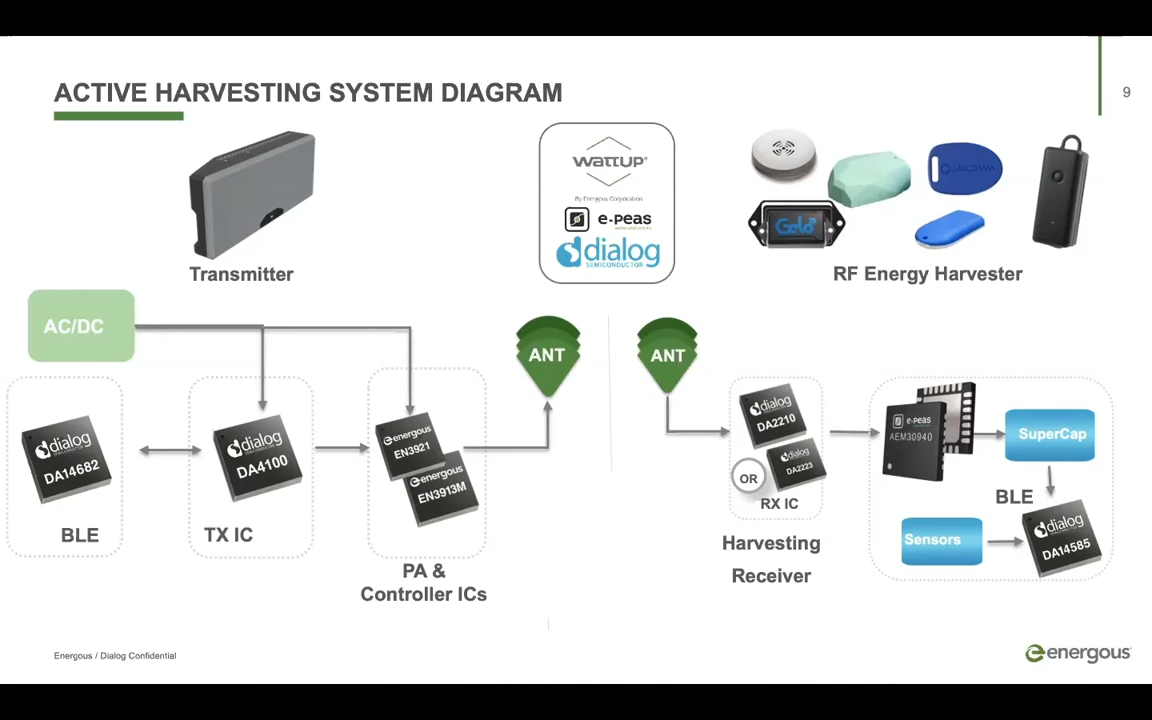 ACTIVE HARVESTING SYSTEM DIAGRAM
9
WATTUP
By Energous Corporation
e-peas
dialog
SEMICONDUCTOR
QUALCOMM
Gelo
Transmitter
RF Energy Harvester
AC/DC
ANT
ANT
dialog
DA14682
BLE
dialog
DA4100
TX IC
energous
EN3921
energous
EN3913M
PA &
Controller ICs
dialog
DA2210
dialog
DA2223
OR
RX IC
Harvesting
Receiver
e-peas
AEM30940
SuperCap
BLE
Sensors
dialog
DA14585
Energous / Dialog Confidential
energous